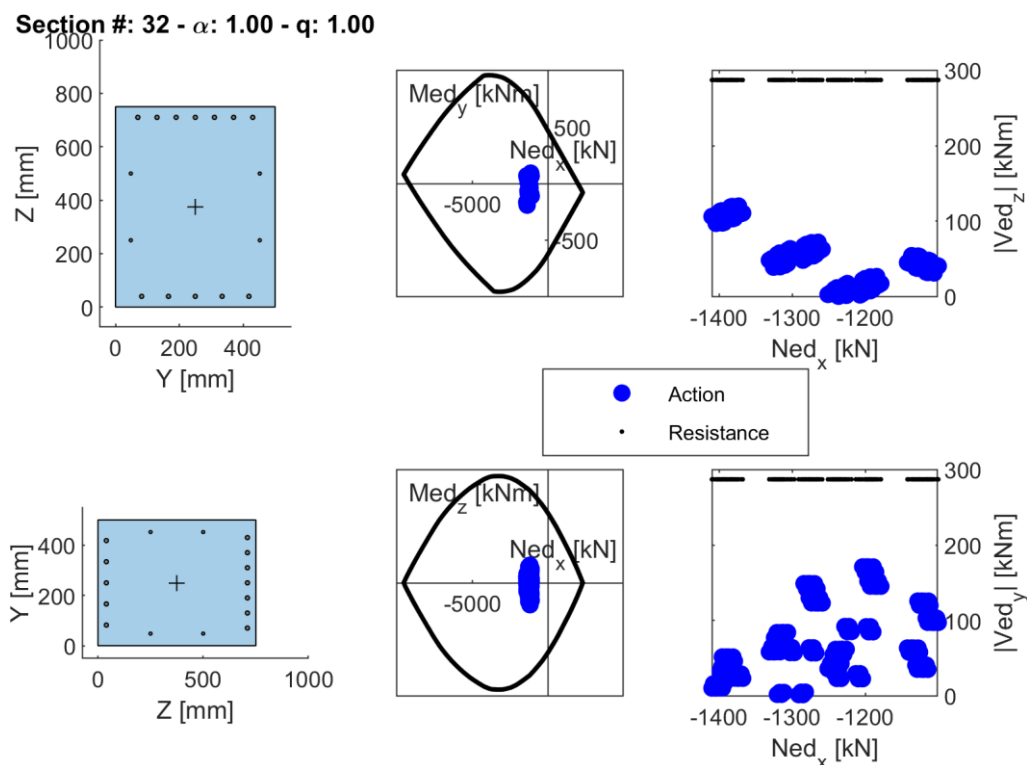 Section #: 32 - α: 1.00 - q: 1.00
1000
800
600
400
200
0
Z [mm]
0 200 400
Y [mm]
Med_y [kNm]
500
Ned_x [kN]
-5000
-500
300
200
100
0
|Ved_z| [kNm]
-1400 -1300 -1200
Ned_x [kN]
Action
Resistance
400
200
0
Y [mm]
0 500 1000
Z [mm]
Med_z [kNm]
Ned_x [kN]
-5000
300
200
100
0
|Ved_y| [kNm]
-1400 -1300 -1200
Ned_x [kN]